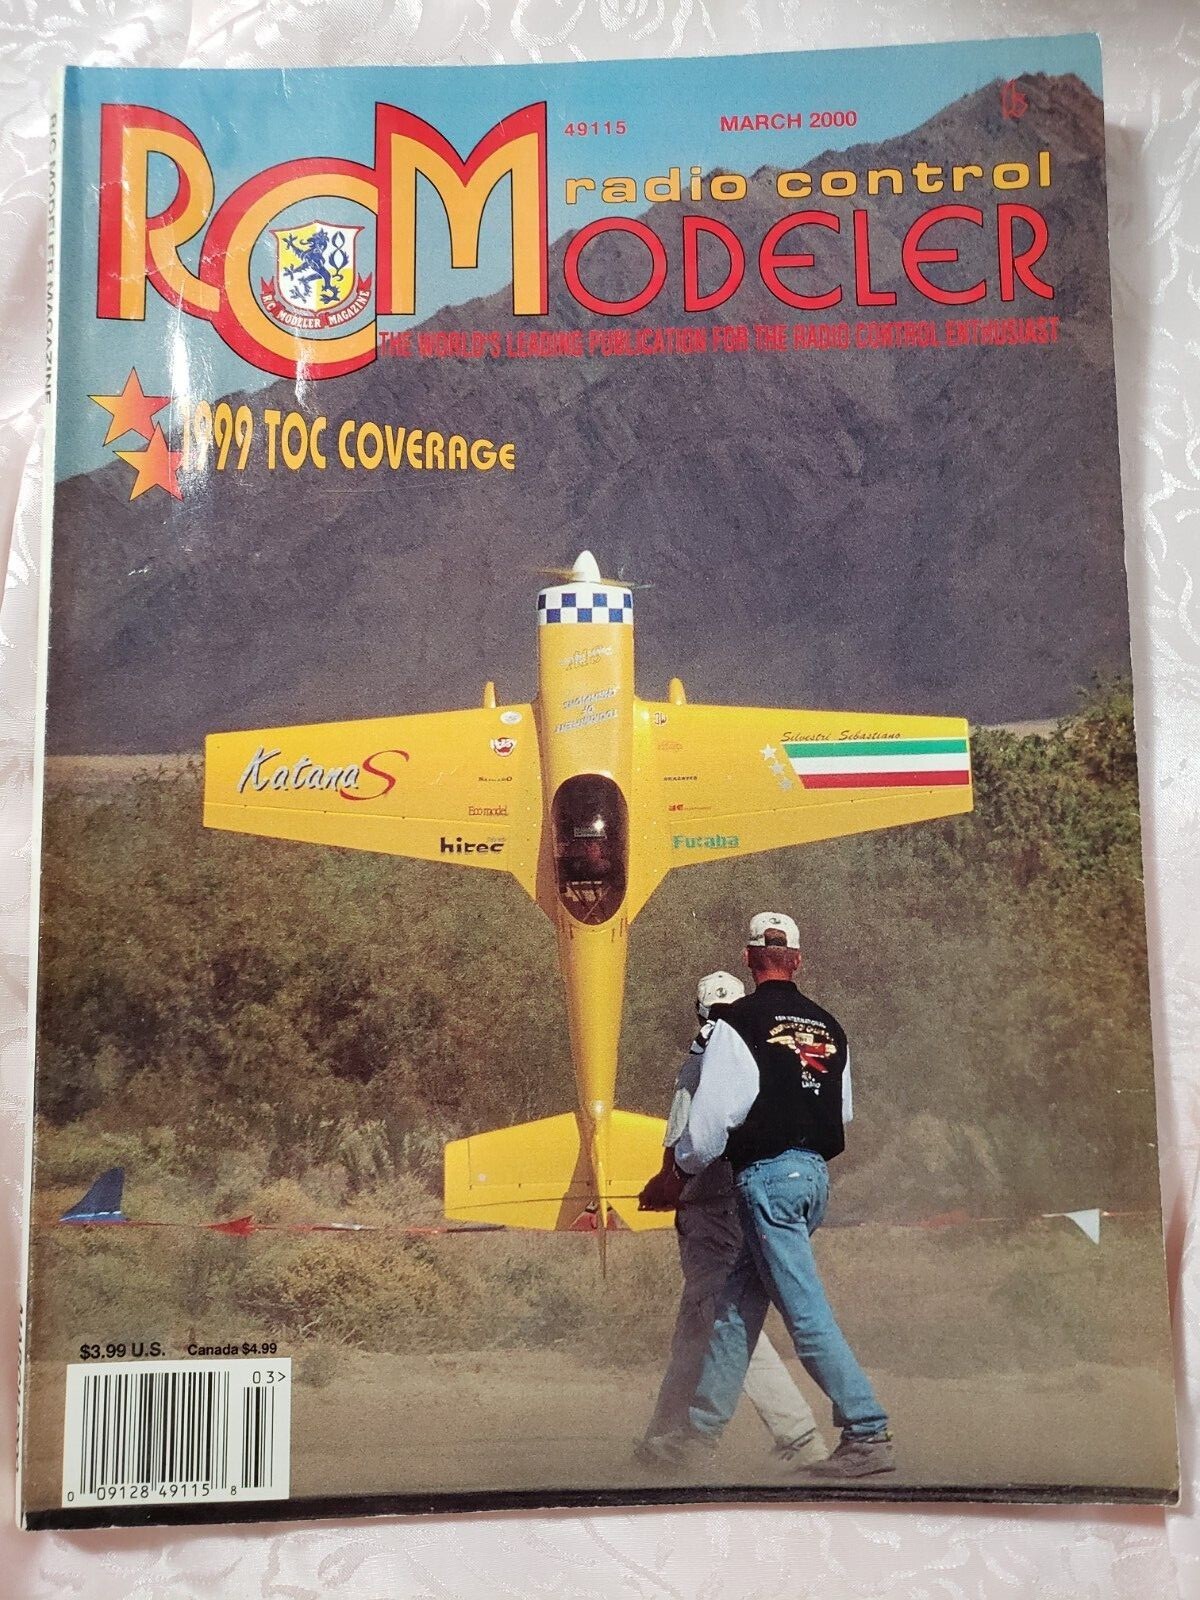 49115 MARCH 2000
RCM
radio control
MODELER
R/C MODELER MAGAZINE
THE WORLD'S LEADING PUBLICATION FOR THE RADIO CONTROL ENTHUSIAST
1999 TOC COVERAGE
Katana S
Silvestri Sebastiano
Eco model
hitec
Futaba
$3.99 U.S. Canada $4.99
03>
0 09128 49115 8
R/C MODELER MAGAZINE